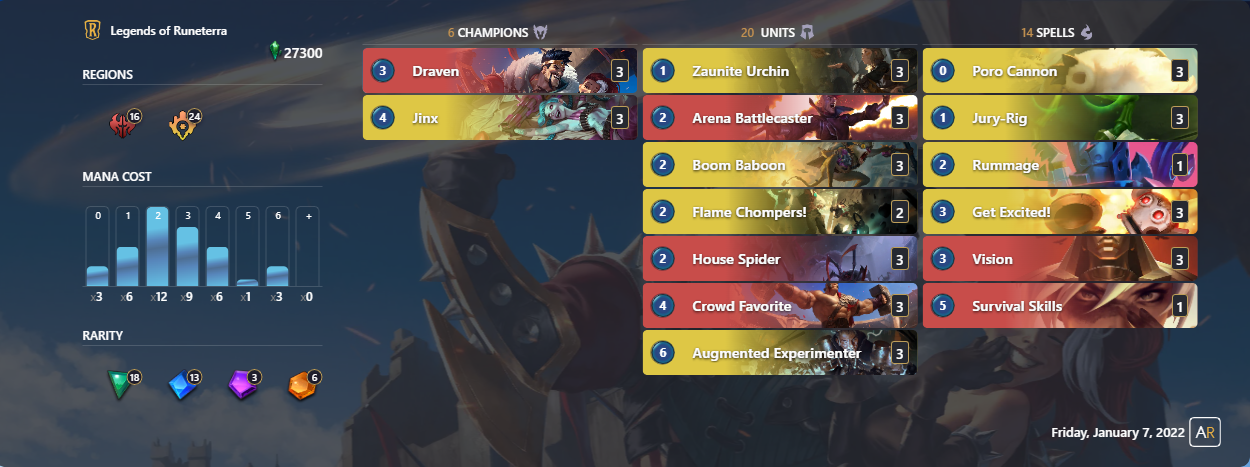 Legends of Runeterra
27300
REGIONS
16
24
MANA COST
0 1 2 3 4 5 6 +
x3 x6 x12 x9 x6 x1 x3 x0
RARITY
18 13 3 6
6 CHAMPIONS
3 Draven 3
4 Jinx 3
20 UNITS
1 Zaunite Urchin 3
2 Arena Battlecaster 3
2 Boom Baboon 3
2 Flame Chompers! 2
2 House Spider 3
4 Crowd Favorite 3
6 Augmented Experimenter 3
14 SPELLS
0 Poro Cannon 3
1 Jury-Rig 3
2 Rummage 1
3 Get Excited! 3
3 Vision 3
5 Survival Skills 1
Friday, January 7, 2022 AR